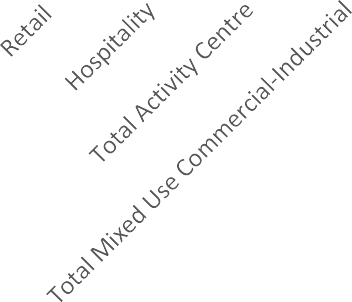 Retail
Hospitality
Total Activity Centre
Total Mixed Use Commercial-Industrial